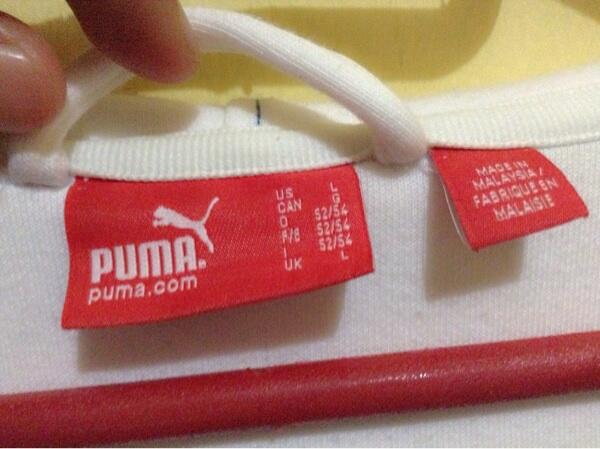 PUMA
puma.com
US L
CAN G
D 52/54
F/E 52/54
I 52/54
UK L
MADE IN
MALAYSIA/
FABRIQUE EN
MALAISIE